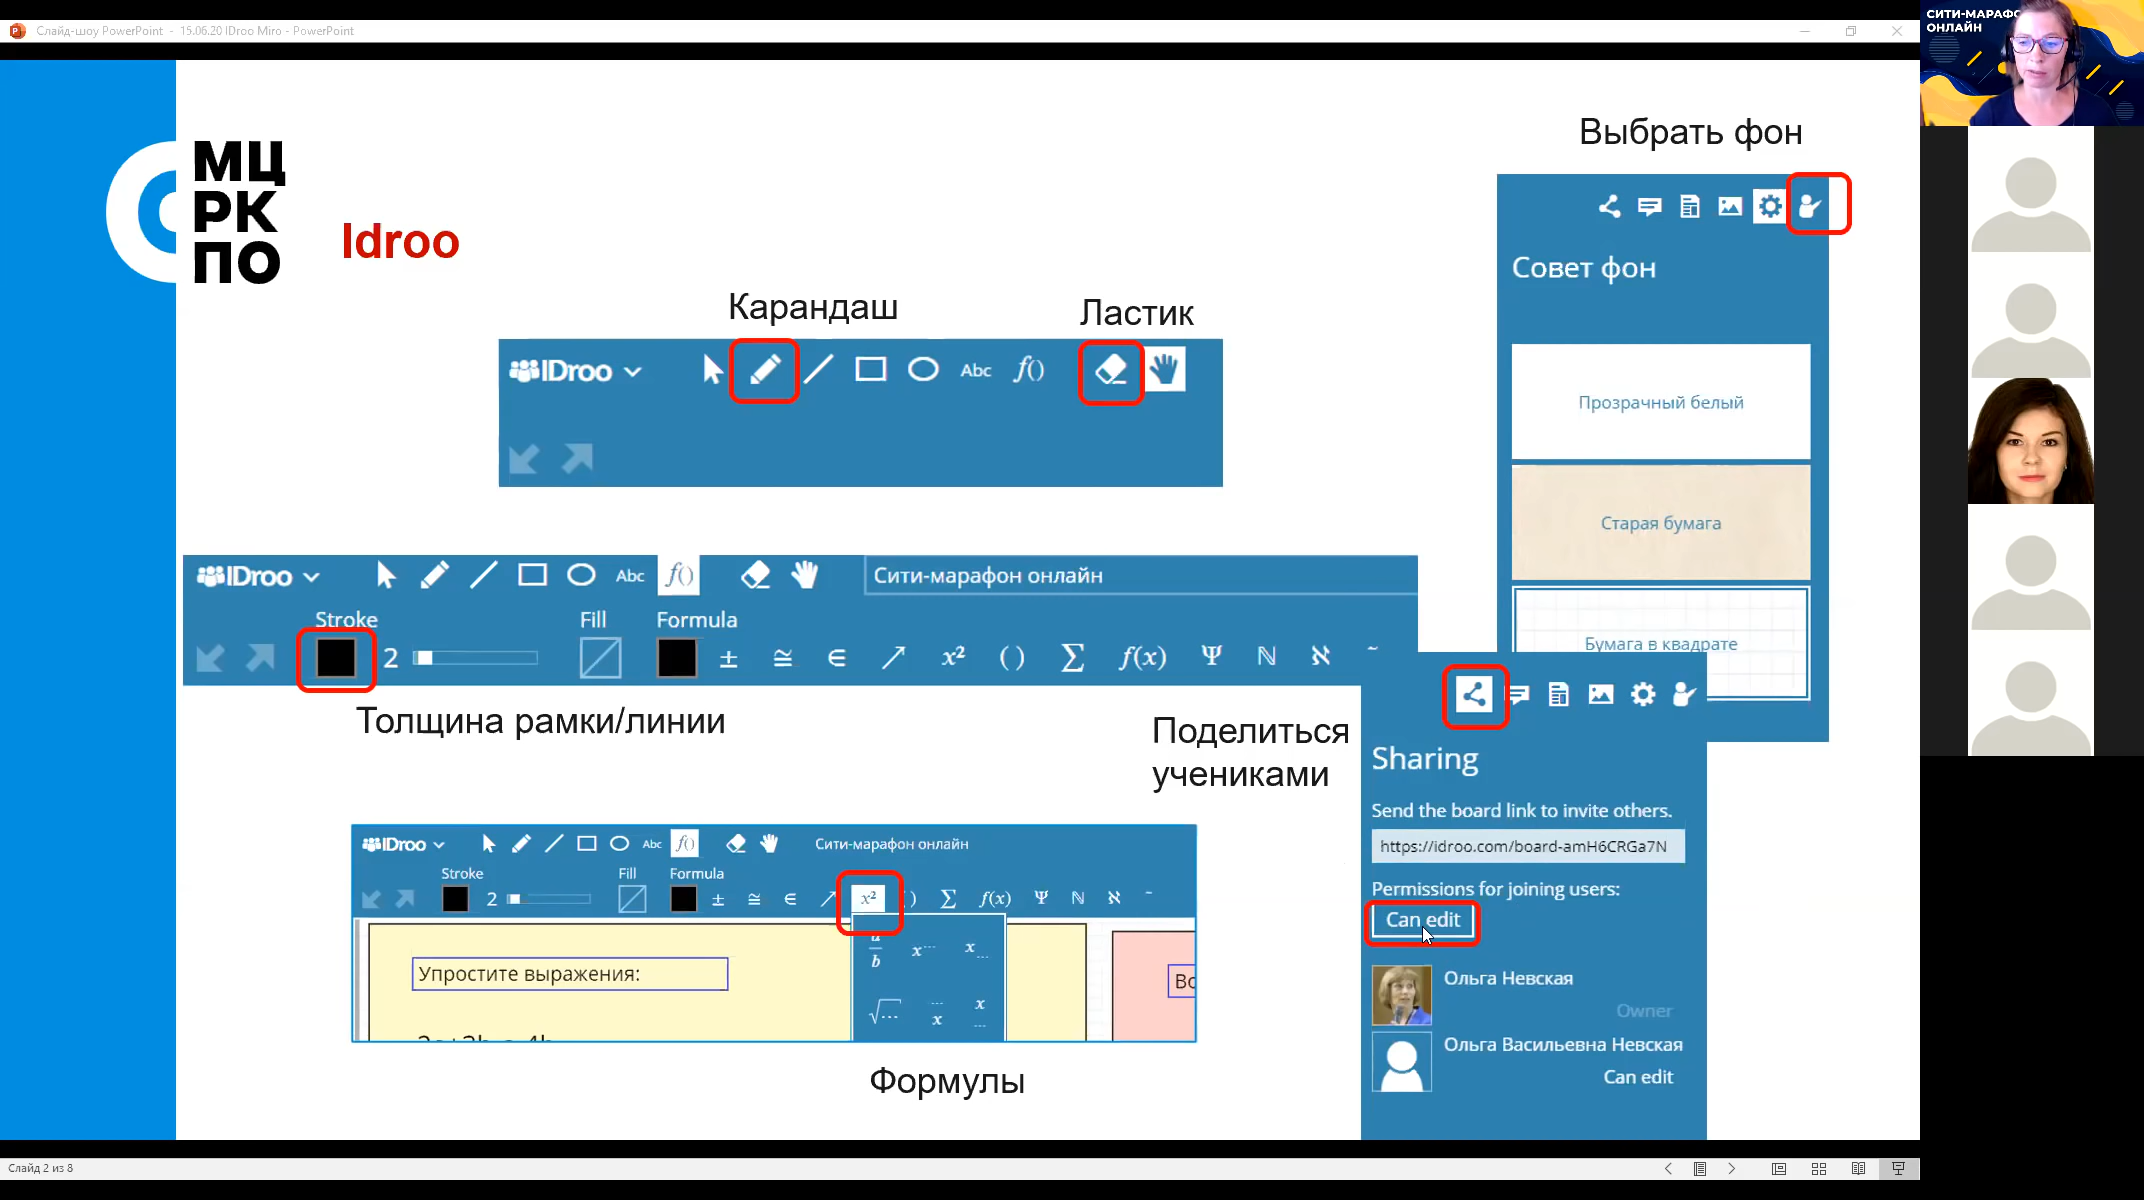 Слайд-шоу PowerPoint - 15.06.20 IDroo Miro - PowerPoint
СИТИ-МАРАФО
ОНЛАЙН
МЦ
РК
ПО
Idroo
Выбрать фон
Совет фон
Прозрачный белый
Старая бумага
Бумага в квадрате
Карандаш
Ластик
IDroo
Abc
f()
IDroo
Abc
f()
Сити-марафон онлайн
Stroke
Fill
Formula
2
± ≅ ∈ x² ( ) Σ f(x) Ψ ℕ ℵ ~
Толщина рамки/линии
Поделиться
учениками
IDroo
Abc
f()
Сити-марафон онлайн
Stroke
Fill
Formula
2
± ≅ ∈ x² ) Σ f(x) Ψ ℕ ℵ ~
Упростите выражения:
Вс
Формулы
Sharing
Send the board link to invite others.
https://idroo.com/board-amH6CRGa7N
Permissions for joining users:
Can edit
Ольга Невская
Owner
Ольга Васильевна Невская
Can edit
Слайд 2 из 8